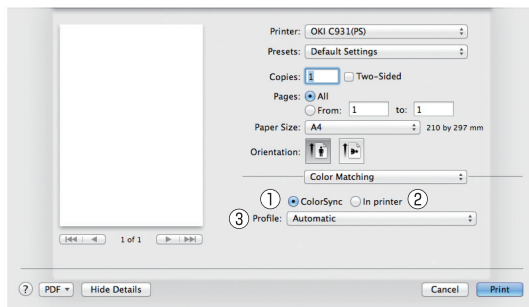 Printer: OKI C931(PS)
Presets: Default Settings
Copies: 1 Two-Sided
Pages: All
From: 1 to: 1
Paper Size: A4 210 by 297 mm
Orientation:
Color Matching
① ColorSync In printer ②
③ Profile: Automatic
1 of 1
? PDF Hide Details Cancel Print